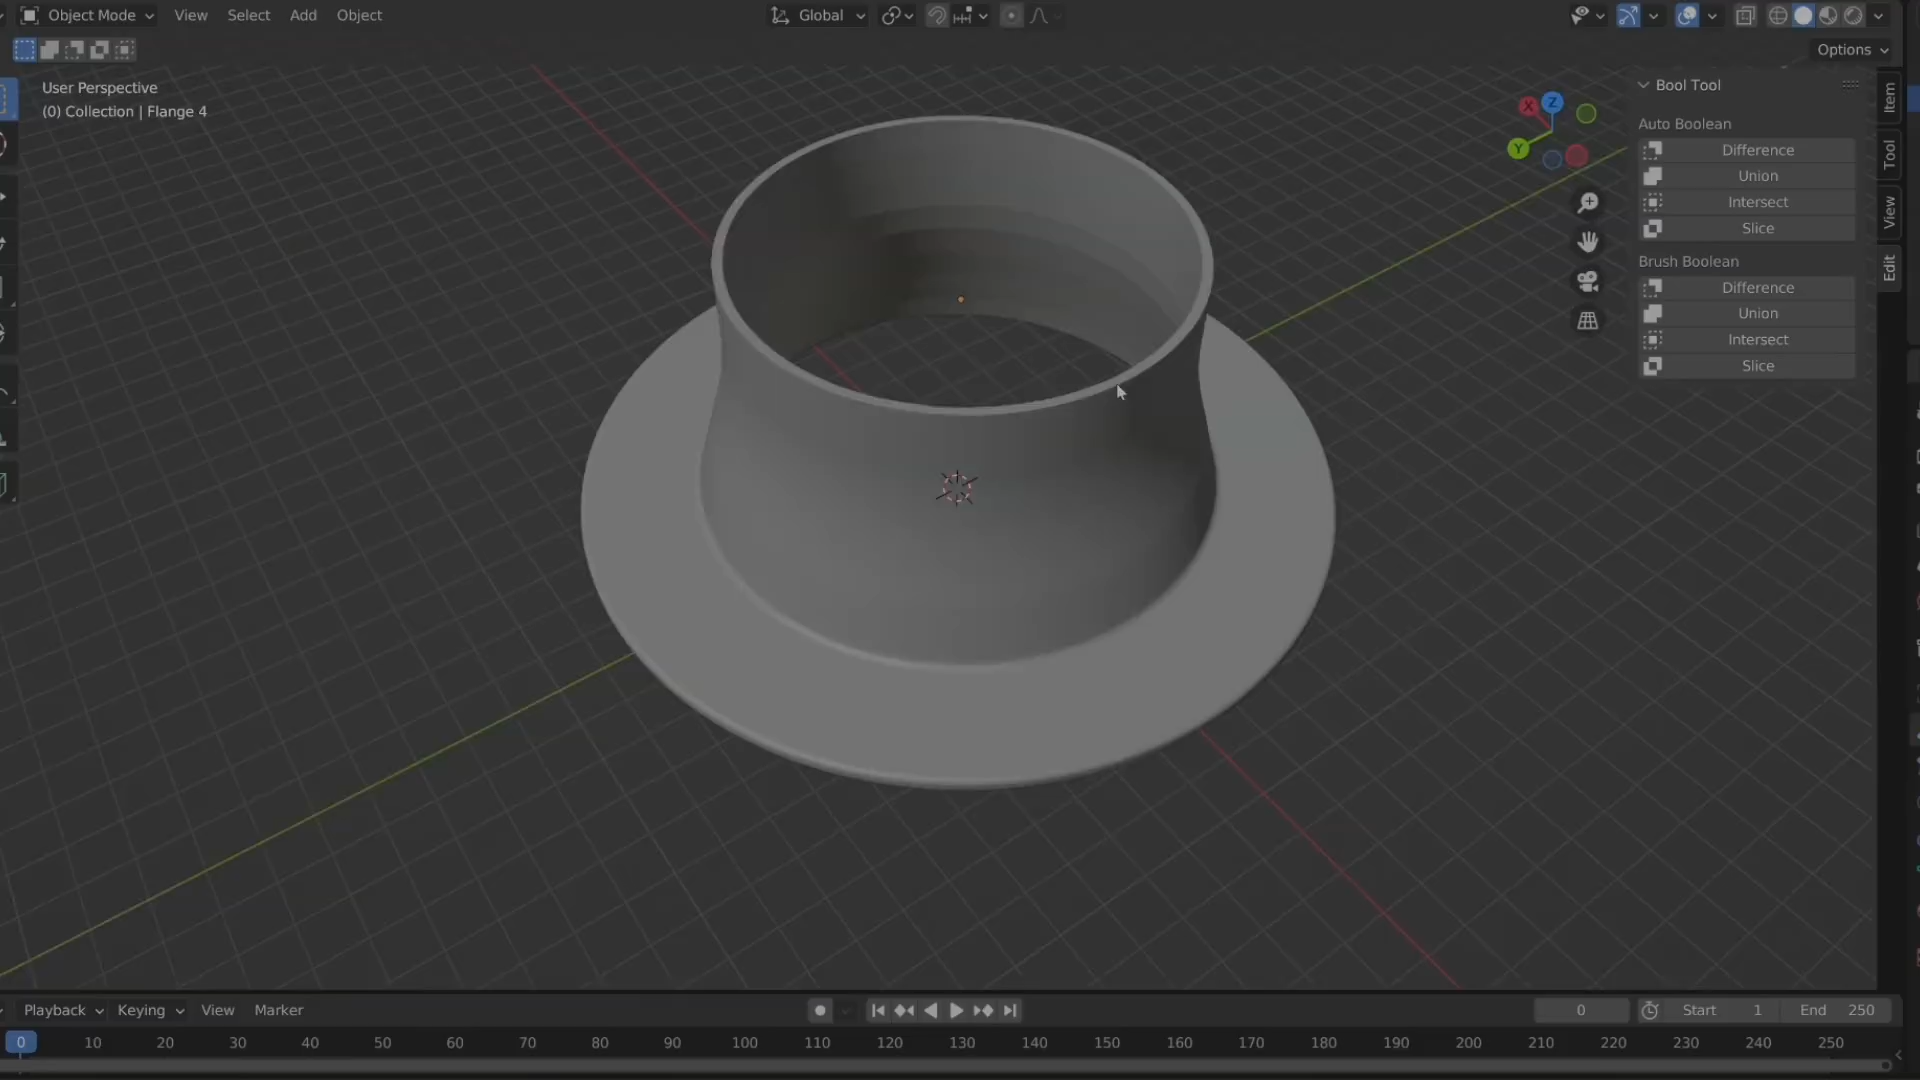 Object Mode View Select Add Object Global
Options
User Perspective
(0) Collection | Flange 4
X Z Y
Bool Tool
Auto Boolean
Difference
Union
Intersect
Slice
Brush Boolean
Difference
Union
Intersect
Slice
Item
Tool
View
Edit
Playback Keying View Marker 0 Start 1 End 250
0 10 20 30 40 50 60 70 80 90 100 110 120 130 140 150 160 170 180 190 200 210 220 230 240 250